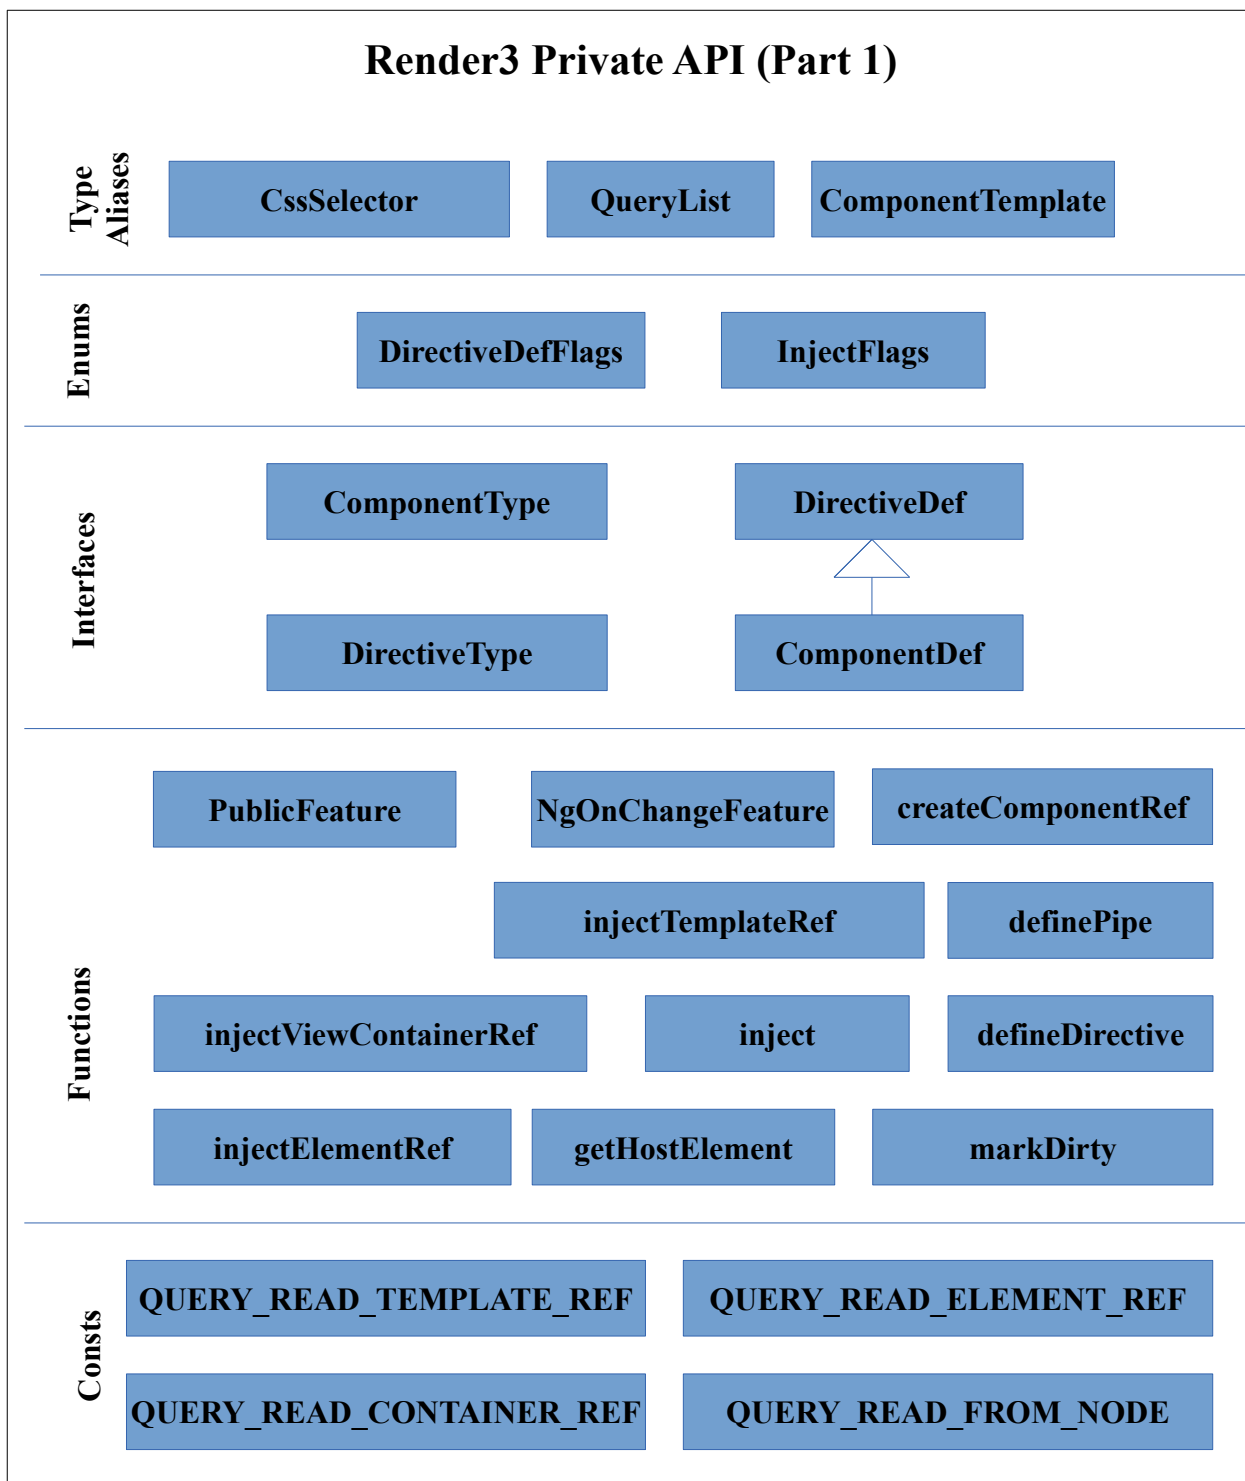 Render3 Private API (Part 1)
Type
Aliases
CssSelector
QueryList
ComponentTemplate
Enums
DirectiveDefFlags
InjectFlags
Interfaces
ComponentType
DirectiveDef
DirectiveType
ComponentDef
Functions
PublicFeature
NgOnChangeFeature
createComponentRef
injectTemplateRef
definePipe
injectViewContainerRef
inject
defineDirective
injectElementRef
getHostElement
markDirty
Consts
QUERY_READ_TEMPLATE_REF
QUERY_READ_ELEMENT_REF
QUERY_READ_CONTAINER_REF
QUERY_READ_FROM_NODE